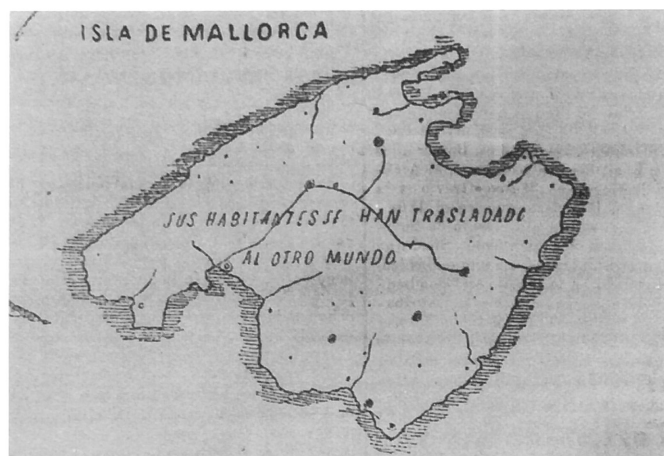 ISLA DE MALLORCA
SUS HABITANTES SE HAN TRASLADADO
AL OTRO MUNDO